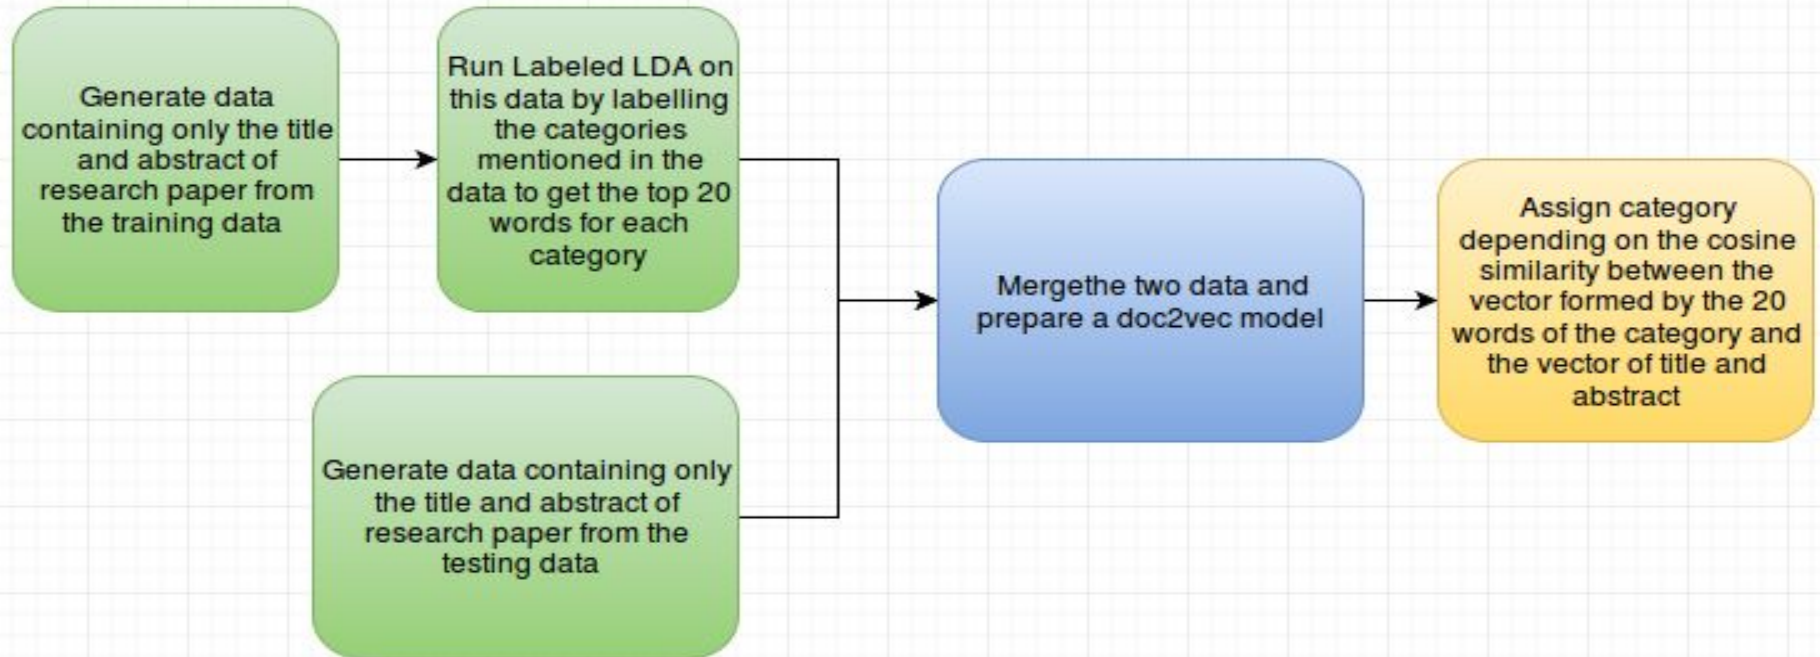 Generate data
containing only the title
and abstract of
research paper from
the training data
Run Labeled LDA on
this data by labelling
the categories
mentioned in the
data to get the top 20
words for each
category
Generate data containing only
the title and abstract of
research paper from the
testing data
Mergethe two data and
prepare a doc2vec model
Assign category
depending on the cosine
similarity between the
vector formed by the 20
words of the category and
the vector of title and
abstract